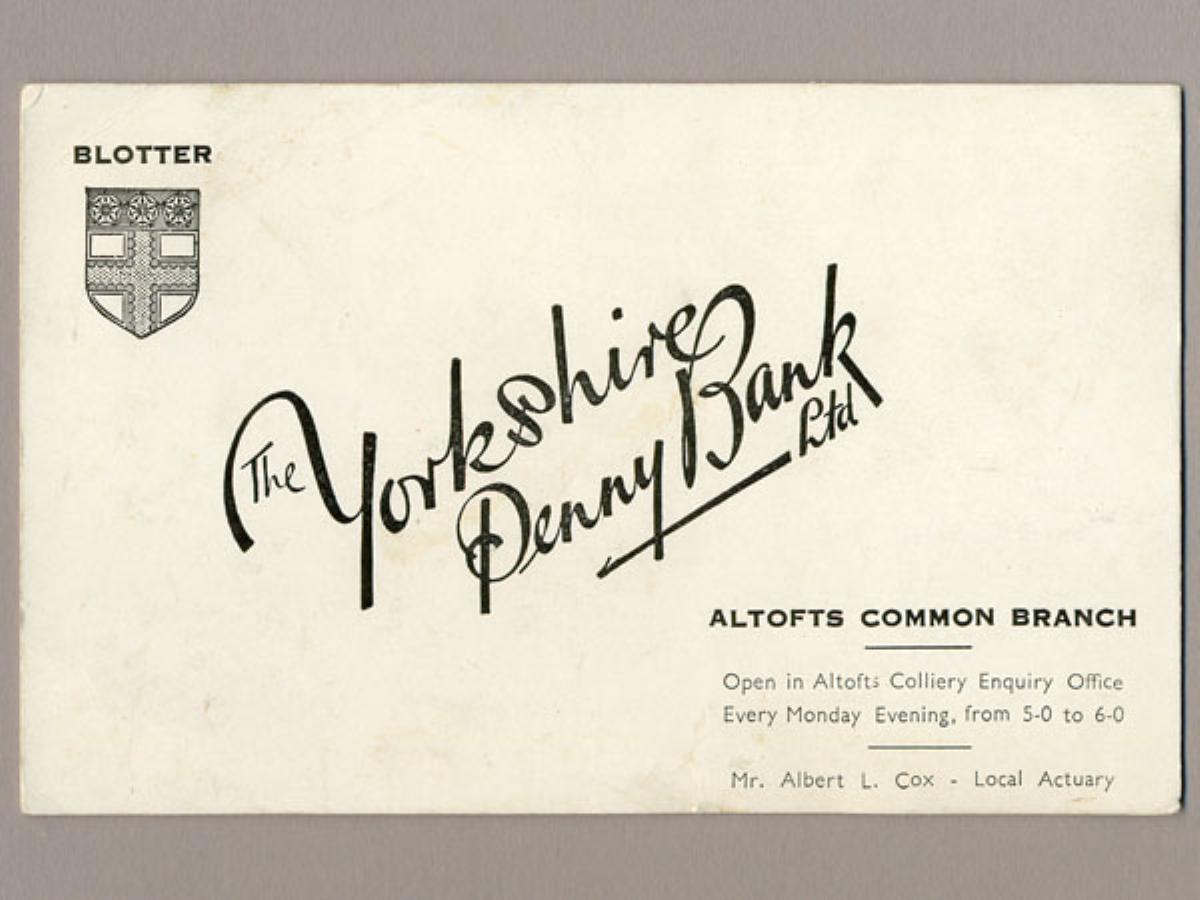 BLOTTER
The Yorkshire
Penny Bank
Ltd
ALTOFTS COMMON BRANCH
Open in Altofts Colliery Enquiry Office
Every Monday Evening, from 5-0 to 6-0
Mr. Albert L. Cox - Local Actuary